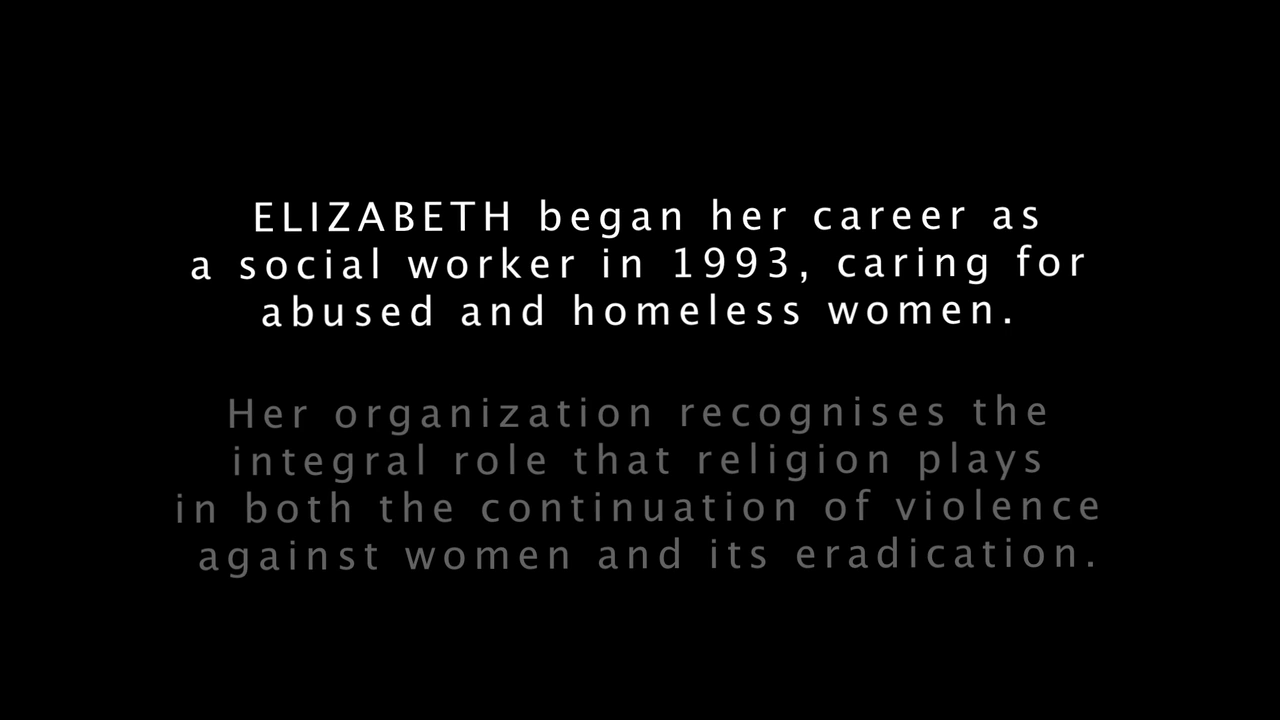 ELIZABETH began her career as
a social worker in 1993, caring for
abused and homeless women.
Her organization recognises the
integral role that religion plays
in both the continuation of violence
against women and its eradication.